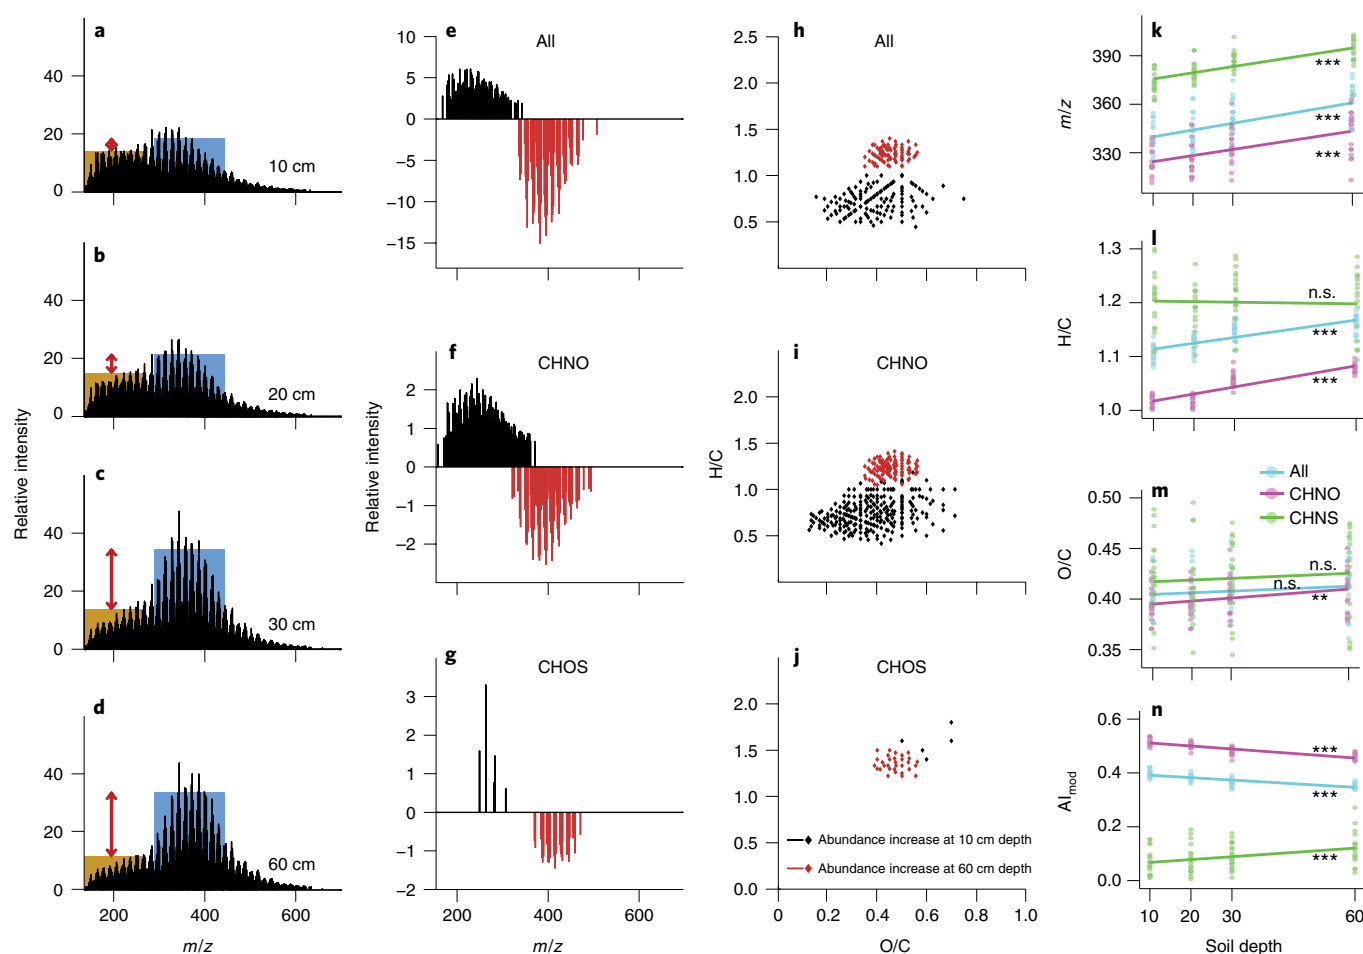 a
40
20
0
10 cm
b
40
20
0
20 cm
c
40
20
0
30 cm
d
40
20
0
60 cm
200
400
600
m/z
Relative intensity
e
All
10
5
0
−5
−10
−15
200
400
600
f
CHNO
2
1
0
−1
−2
Relative intensity
g
CHOS
3
2
1
0
−1
−2
200
400
600
m/z
h
All
2.5
2.0
1.5
1.0
0.5
i
CHNO
2.0
1.5
1.0
0.5
H/C
j
CHOS
2.0
1.5
1.0
0.0
Abundance increase at 10 cm depth
Abundance increase at 60 cm depth
0
0.2
0.4
0.6
0.8
1.0
O/C
k
390
360
330
m/z
***
***
***
l
1.3
1.2
1.1
1.0
H/C
n.s.
***
***
m
All
CHNO
CHNS
0.50
0.45
0.40
0.35
O/C
n.s.
n.s.
**
n
0.6
0.4
0.2
0.0
AImod
***
***
***
10
20
30
60
Soil depth